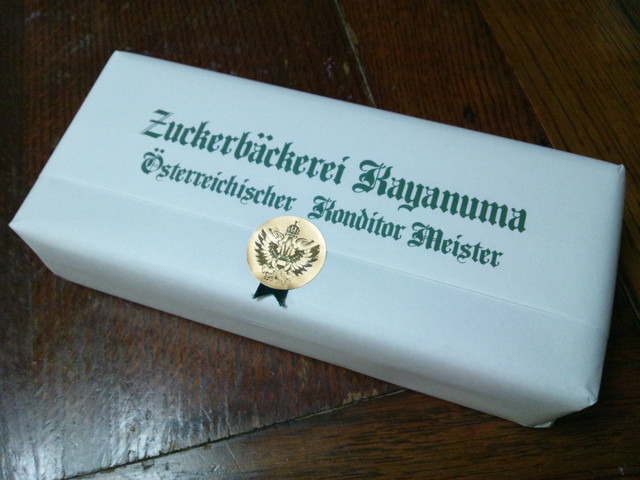 Zuckerbäckerei Kayanuma
Österreichischer Konditor Meister